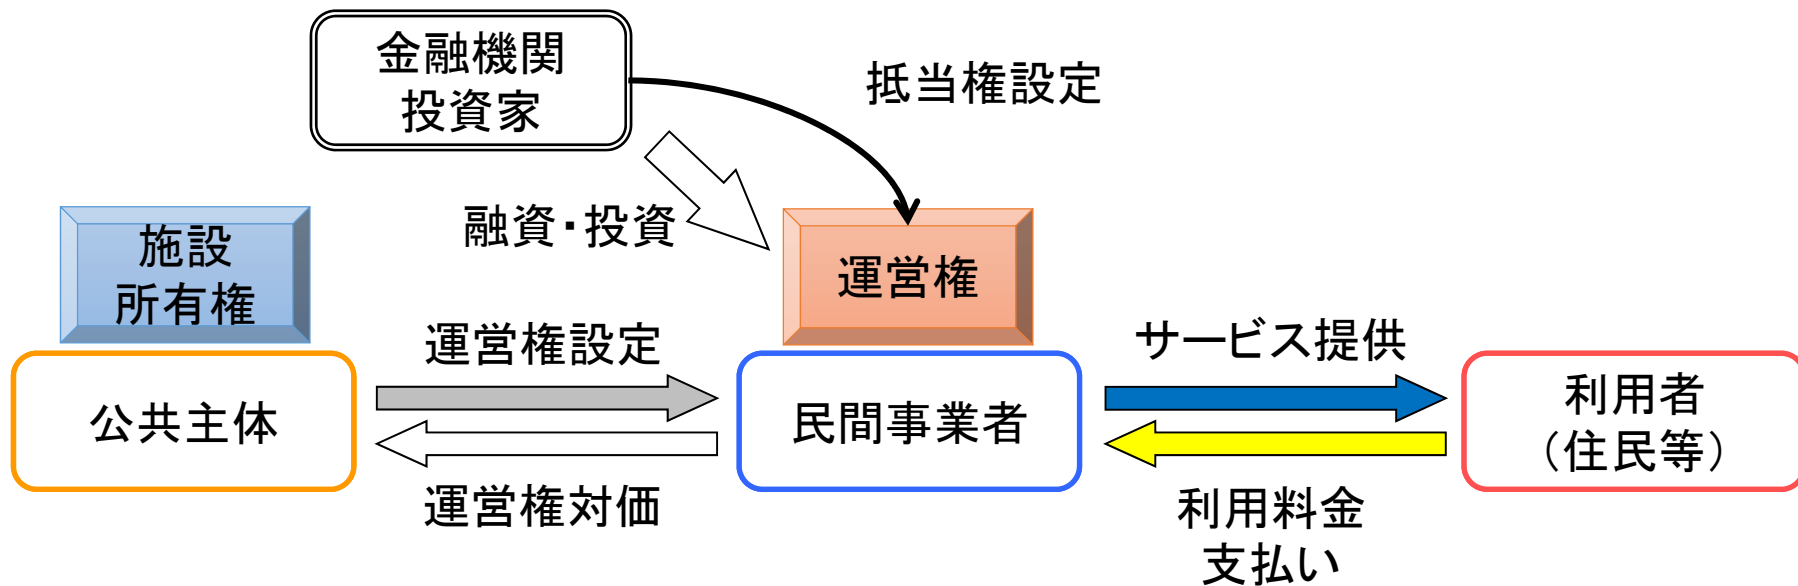 金融機関
投資家
抵当権設定
融資・投資
施設
所有権
運営権
運営権設定
サービス提供
公共主体
民間事業者
利用者
（住民等）
運営権対価
利用料金
支払い